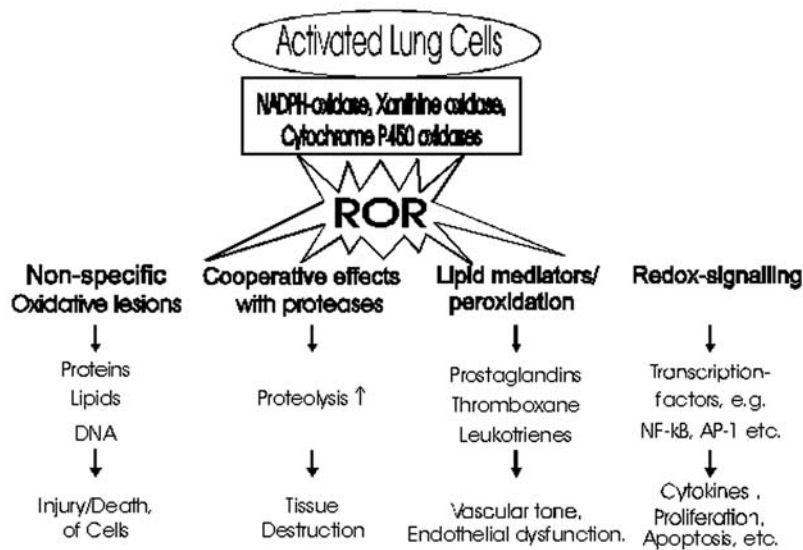 Activated Lung Cells
NADPH-oxidase, Xanthine oxidase,
Cytochrome P450 oxidases
ROR
Non-specific
Oxidative lesions
Proteins
Lipids
DNA
Injury/Death,
of Cells
Cooperative effects
with proteases
Proteolysis ↑
Tissue
Destruction
Lipid mediators/
peroxidation
Prostaglandins
Thromboxane
Leukotrienes
Vascular tone,
Endothelial dysfunction.
Redox-signalling
Transcription-
factors, e.g.
NF-kB, AP-1 etc.
Cytokines ,
Proliferation,
Apoptosis, etc.